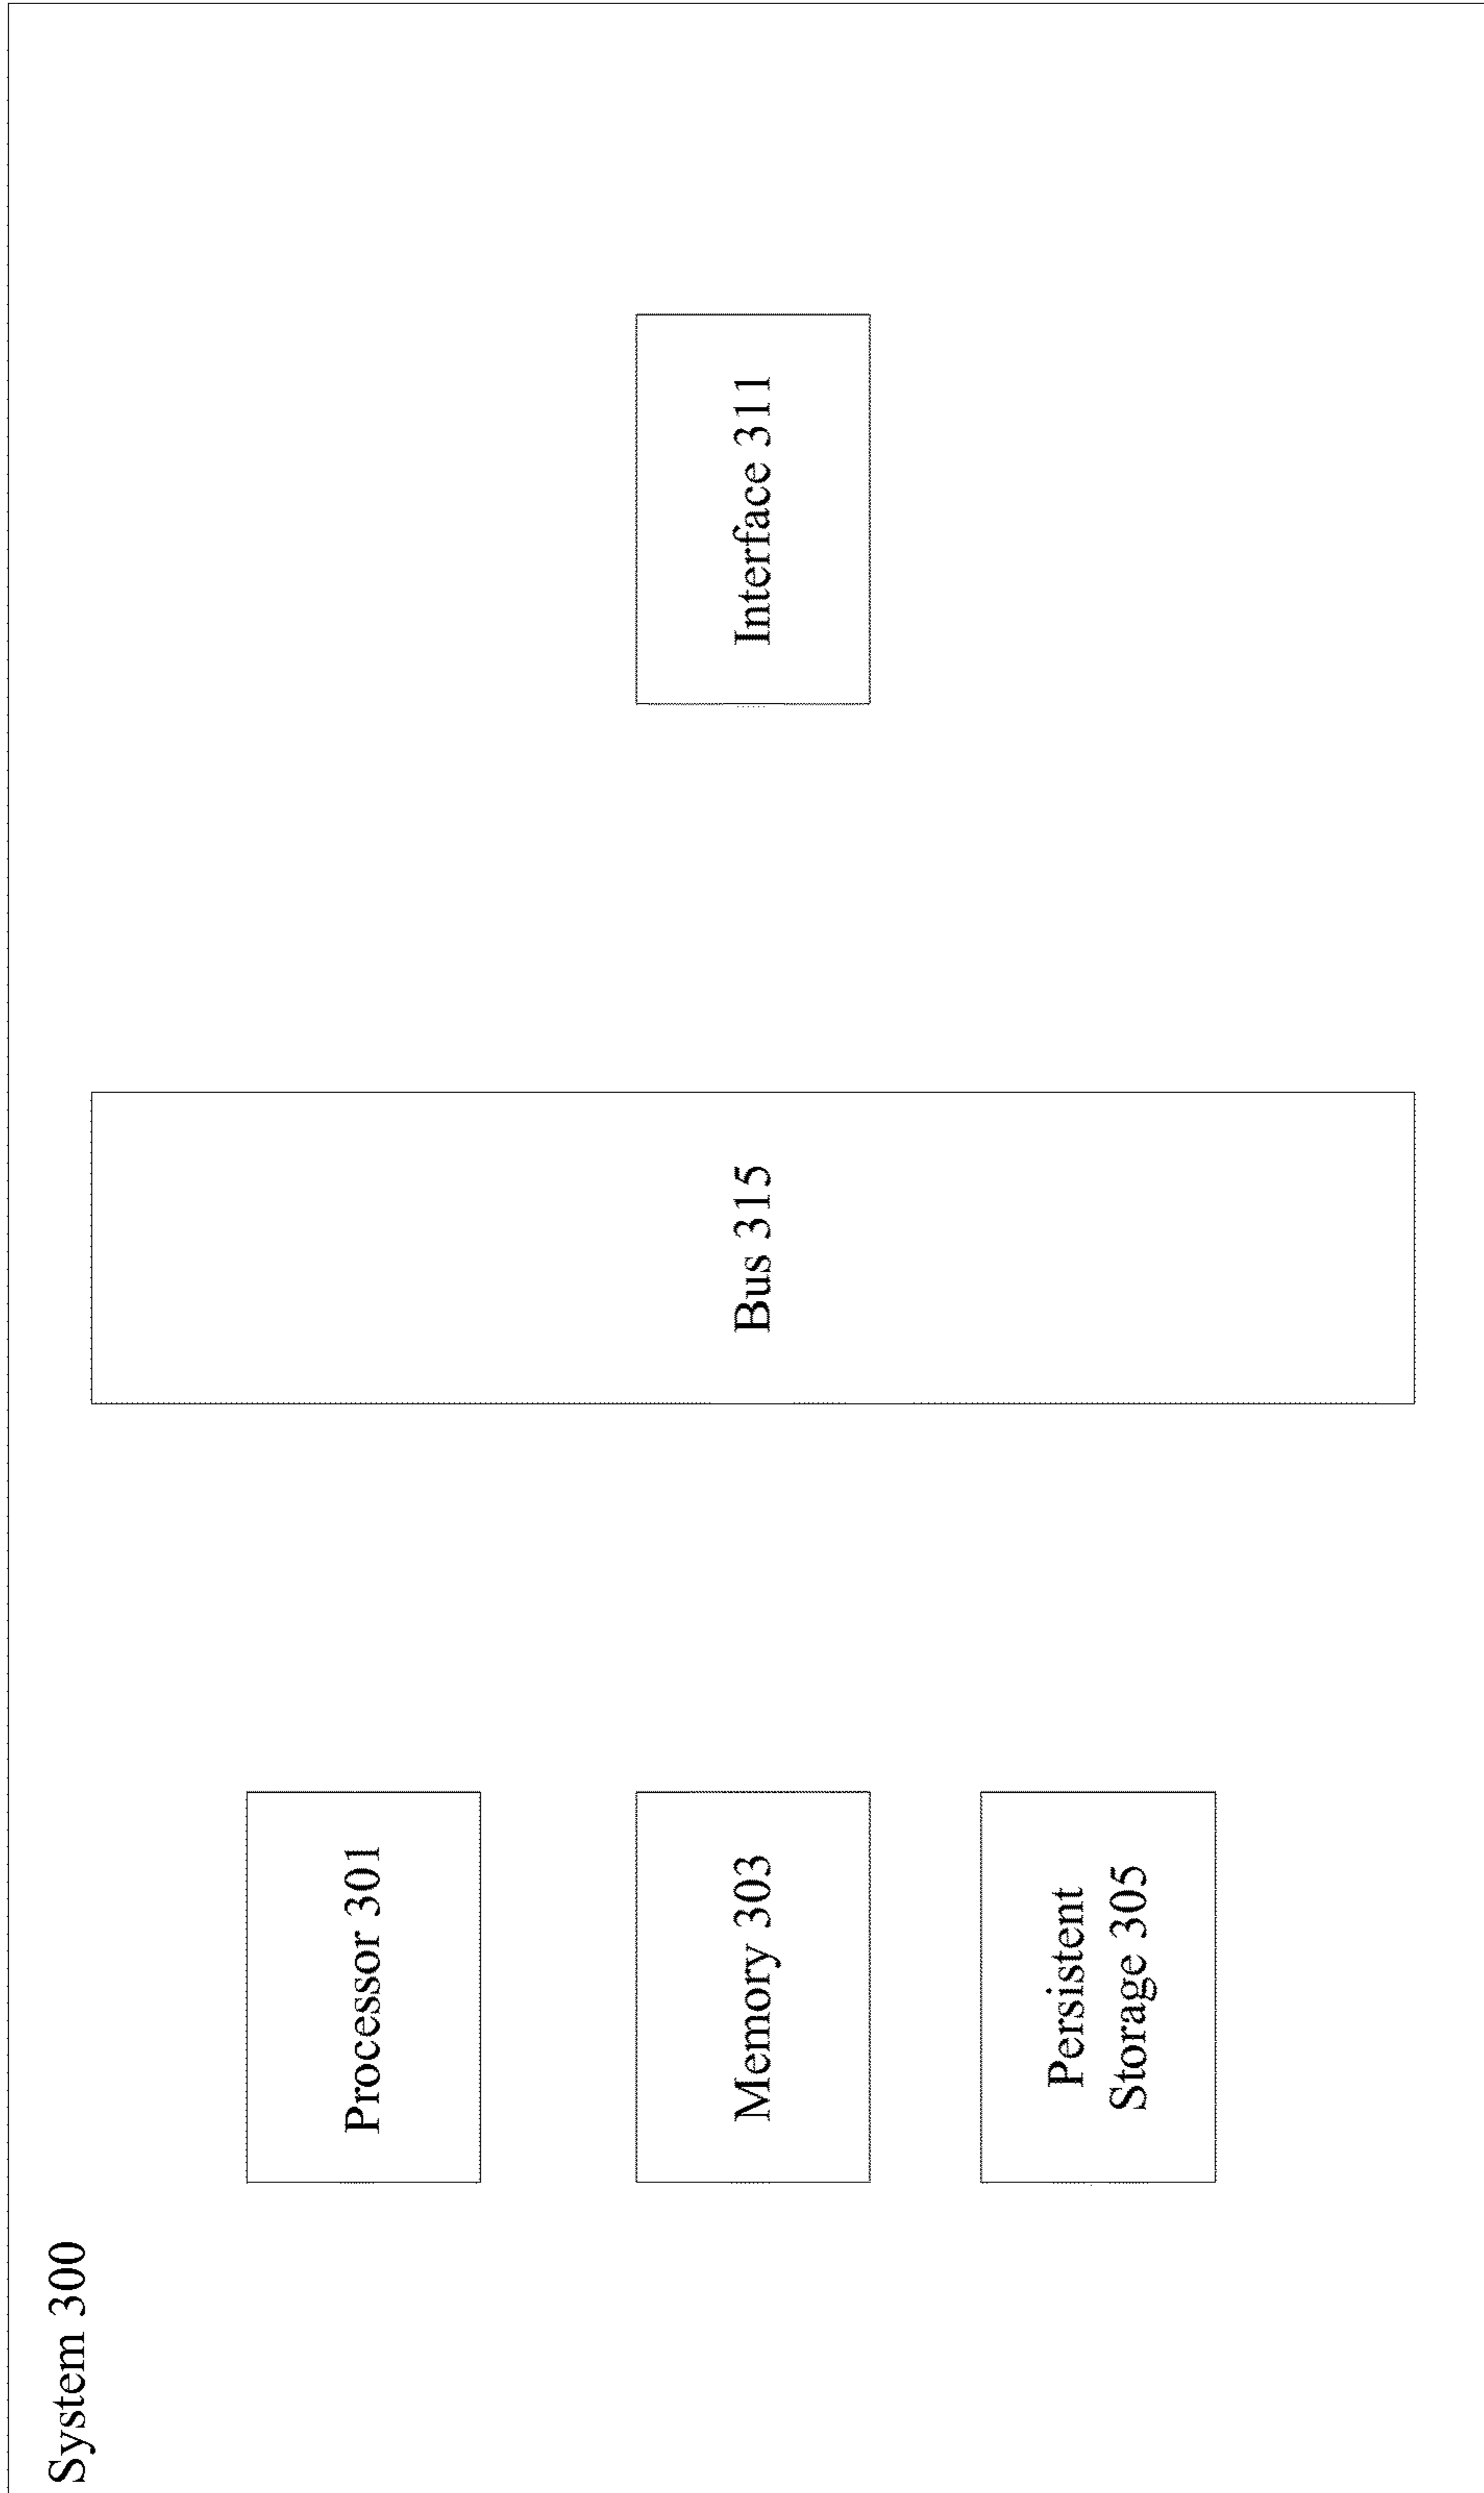 System 300
Processor 301
Memory 303
Persistent
Storage 305
Bus 315
Interface 311